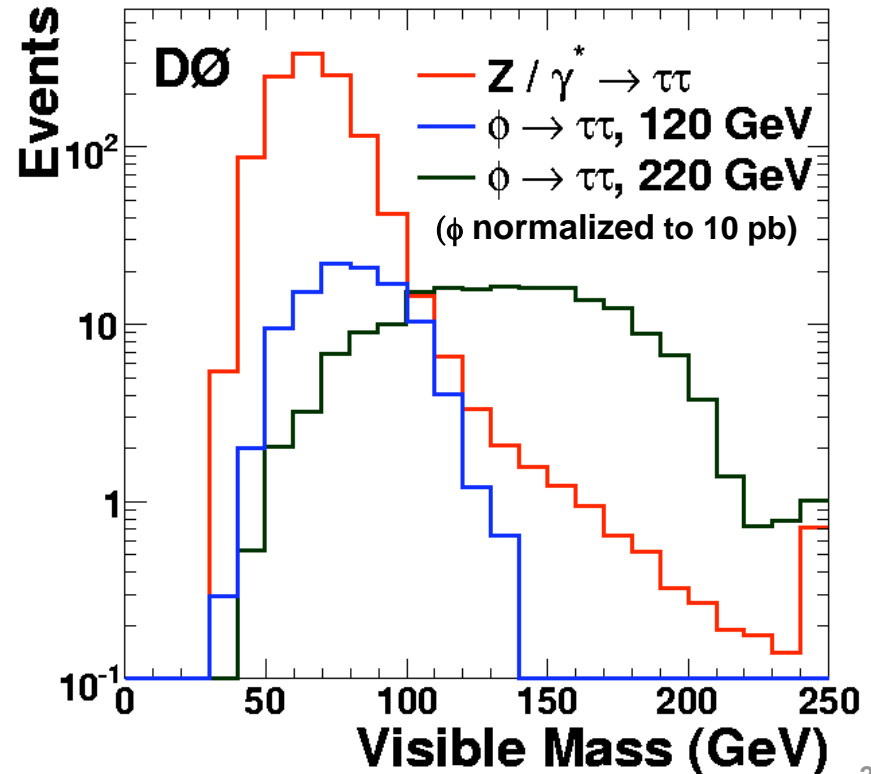 DØ
Z / γ* → ττ
ϕ → ττ, 120 GeV
ϕ → ττ, 220 GeV
(ϕ normalized to 10 pb)
Events
10²
10
1
10⁻¹
0 50 100 150 200 250
Visible Mass (GeV)